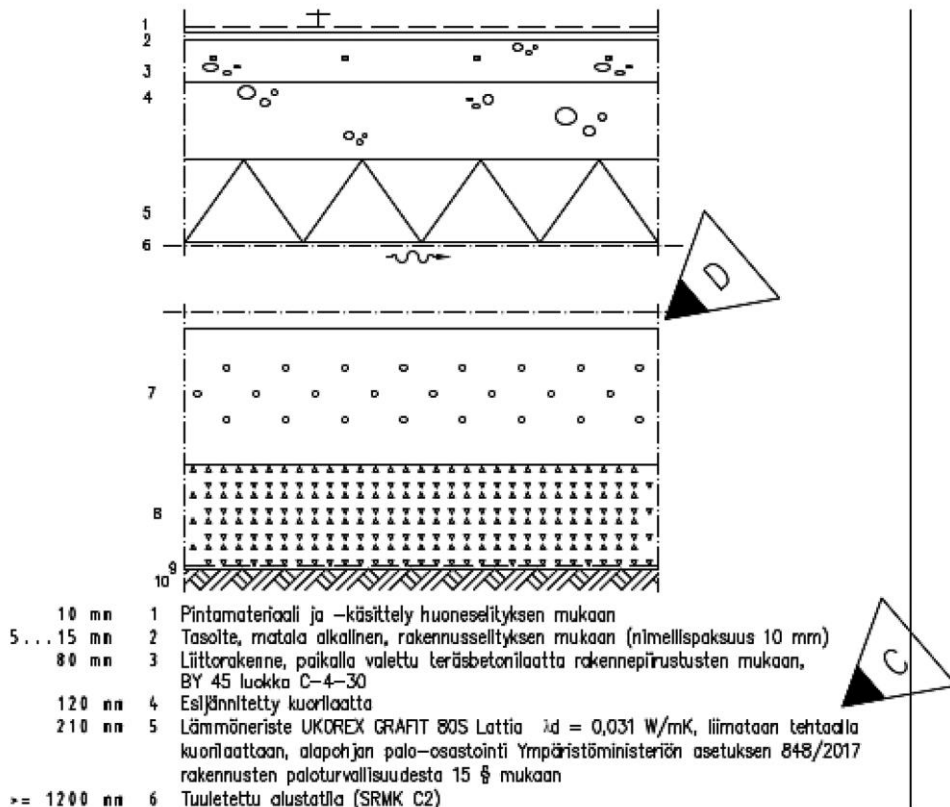 1
2
3
4
5
6
D
7
8
9
10
C
10 mm 1 Pintamateriaali ja -käsittely huoneselityksen mukaan
5...15 mm 2 Tasoite, matala alkalinen, rakennusselityksen mukaan (nimellispaksuus 10 mm)
80 mm 3 Liittorakenne, paikalla valettu teräsbetonilaatta rakennepiirustusten mukaan,
BY 45 luokka C-4-30
120 mm 4 Esijännitetty kuorilaatta
210 mm 5 Lämmöneriste UKOREX GRAFIT 80S Lattia λd = 0,031 W/mK, liimataan tehtaalla
kuorilaattaan, alapohjan palo-osastointi Ympäristöministeriön asetuksen 848/2017
rakennusten paloturvallisuudesta 15 § mukaan
>= 1200 mm 6 Tuuletettu alustatila (SRMK C2)